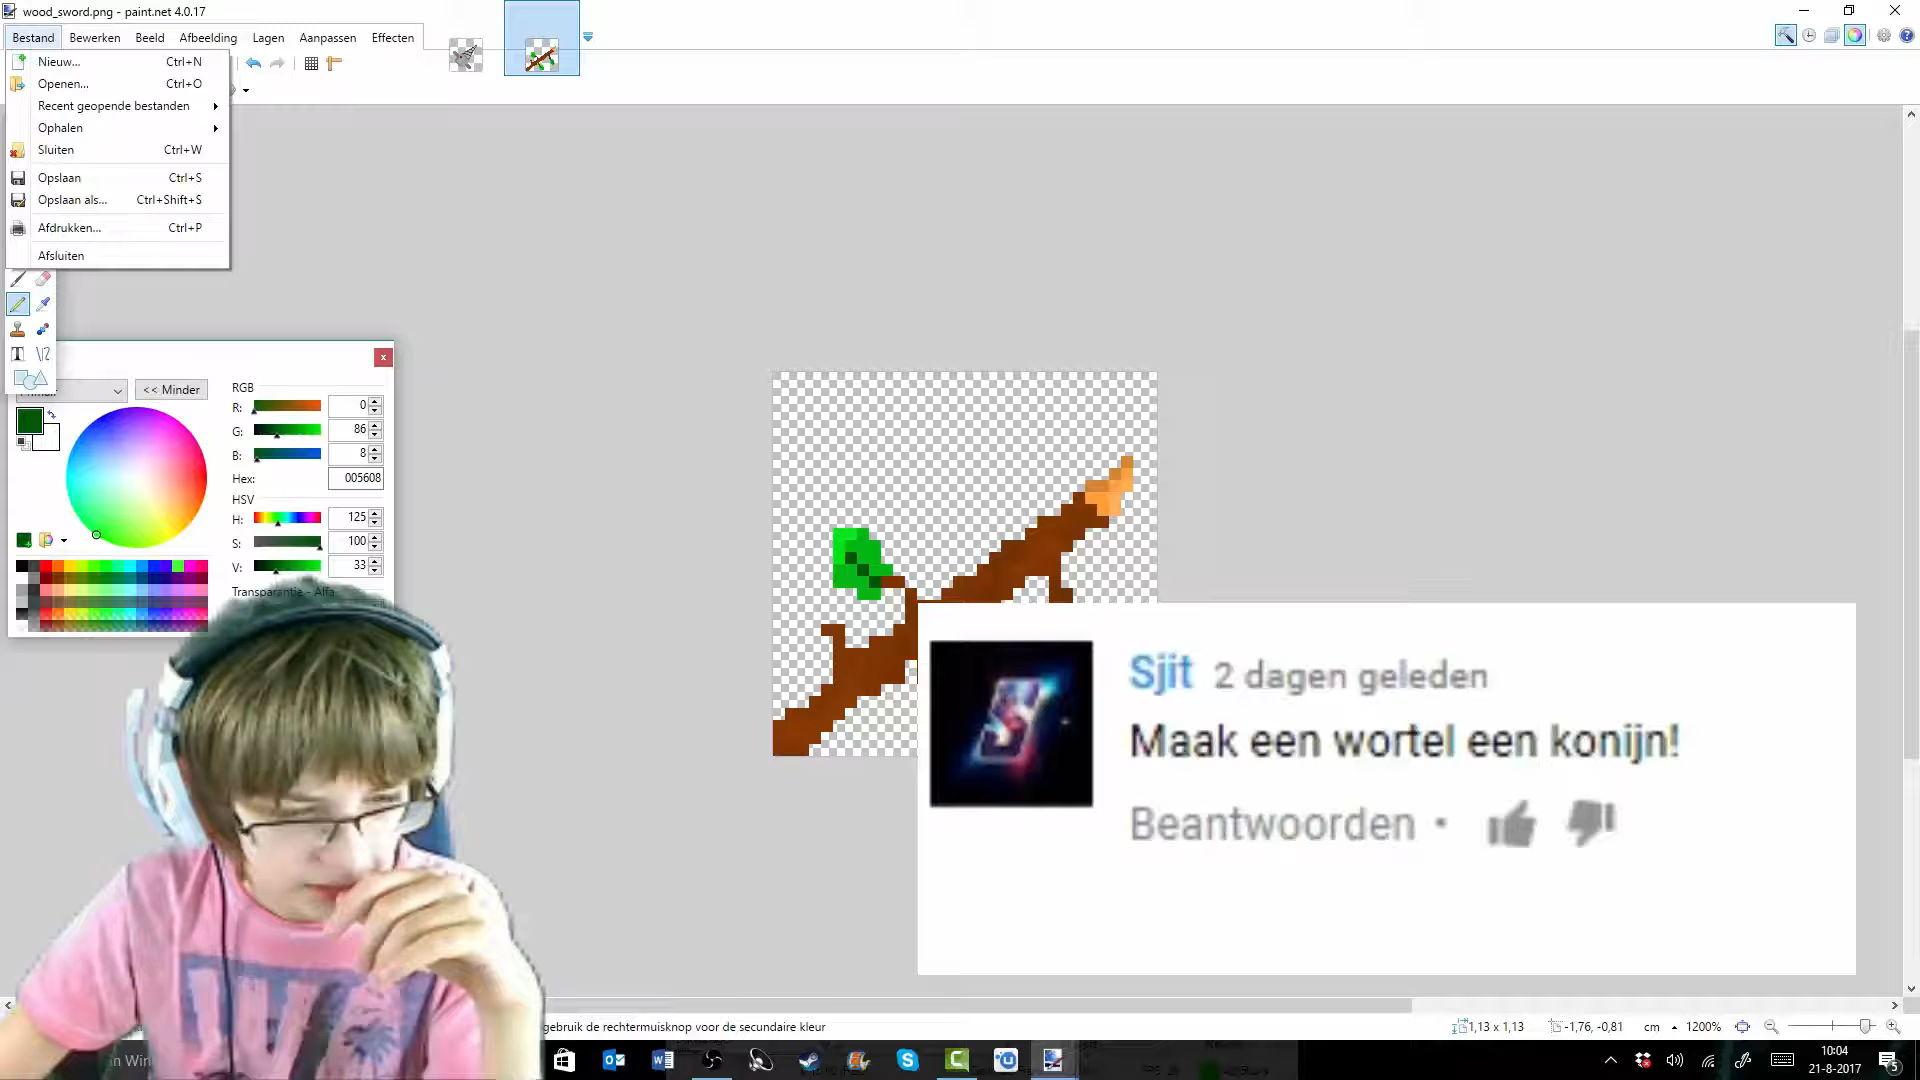 wood_sword.png - paint.net 4.0.17
Bestand Bewerken Beeld Afbeelding Lagen Aanpassen Effecten
Nieuw... Ctrl+N
Openen... Ctrl+O
Recent geopende bestanden
Ophalen
Sluiten Ctrl+W
Opslaan Ctrl+S
Opslaan als... Ctrl+Shift+S
Afdrukken... Ctrl+P
Afsluiten
<< Minder
RGB
R: 0
G: 86
B: 8
Hex: 005608
HSV
H: 125
S: 100
V: 33
Transparantie - Alfa
Sjit 2 dagen geleden
Maak een wortel een konijn!
Beantwoorden •
gebruik de rechtermuisknop voor de secundaire kleur
1,13 x 1,13
-1,76, -0,81
cm
1200%
in Win
10:04
21-8-2017
5